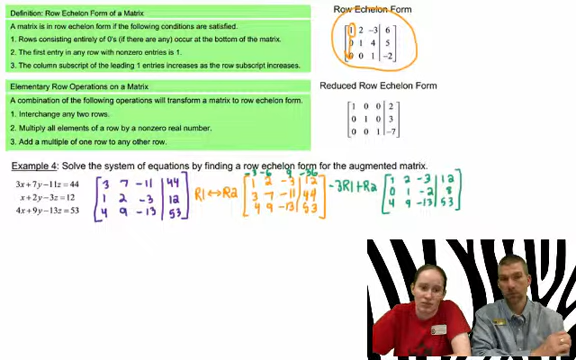 Definition: Row Echelon Form of a Matrix
A matrix is in row echelon form if the following conditions are satisfied.
1. Rows consisting entirely of 0's (if there are any) occur at the bottom of the matrix.
2. The first entry in any row with nonzero entries is 1.
3. The column subscript of the leading 1 entries increases as the row subscript increases.
Row Echelon Form
1 2 −3 6
0 1 4 5
0 0 1 −2
Elementary Row Operations on a Matrix
A combination of the following operations will transform a matrix to row echelon form.
1. Interchange any two rows.
2. Multiply all elements of a row by a nonzero real number.
3. Add a multiple of one row to any other row.
Reduced Row Echelon Form
1 0 0 2
0 1 0 3
0 0 1 −7
Example 4: Solve the system of equations by finding a row echelon form for the augmented matrix.
3x+7y−11z=44
x+2y−3z=12
4x+9y−13z=53
3 7 -11 44
1 2 -3 12
4 9 -13 53
R1↔R2
-3 -6 9 -36
1 2 -3 12
3 7 -11 44
4 9 -13 53
-3R1+R2
1 2 -3 12
0 1 -2 8
4 9 -13 53